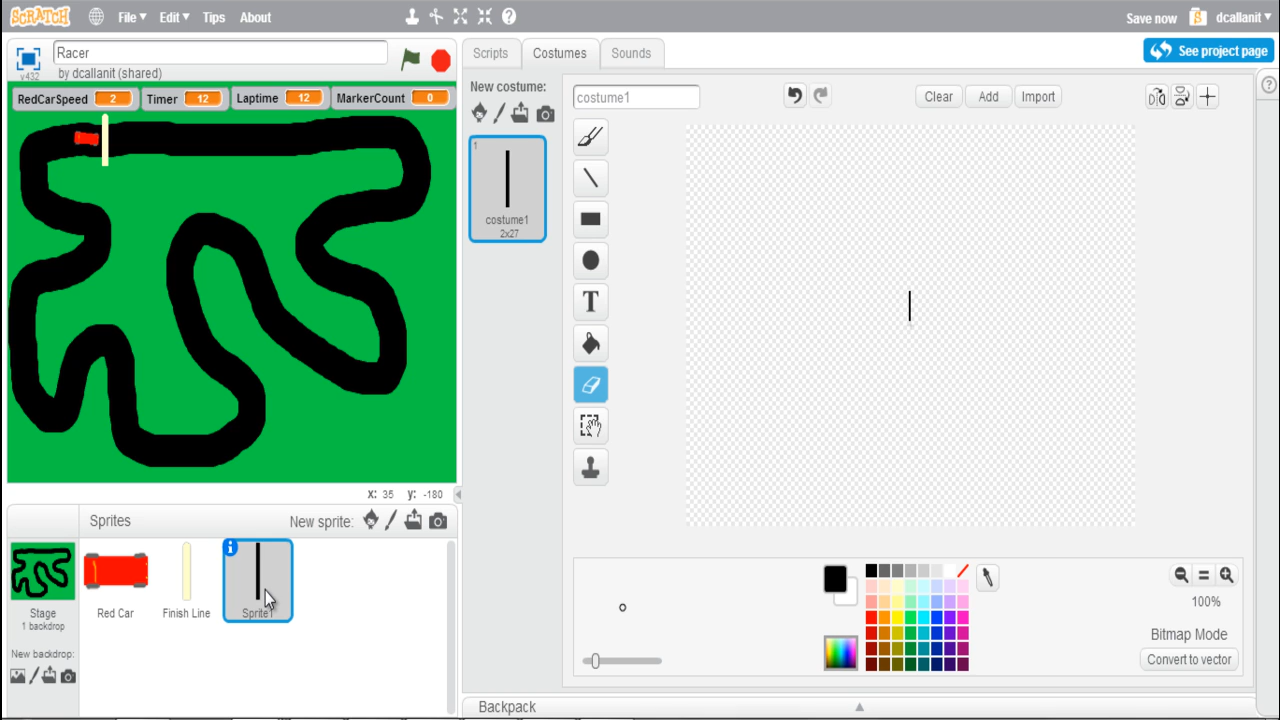 SCRATCH File Edit Tips About Save now dcallanit
Racer
by dcallanit (shared)
v432
Scripts Costumes Sounds
See project page
RedCarSpeed 2 Timer 12 Laptime 12 MarkerCount 0
New costume:
costume1
Clear Add Import
1
costume1
2x27
T
x: 35 y: -180
Sprites New sprite:
Stage
1 backdrop
Red Car
Finish Line
Sprite1
New backdrop:
100%
Bitmap Mode
Convert to vector
Backpack